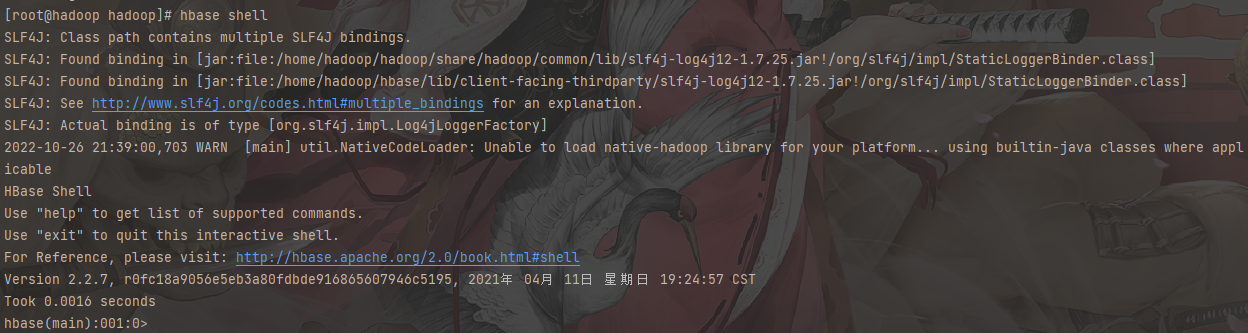 [root@hadoop hadoop]# hbase shell
SLF4J: Class path contains multiple SLF4J bindings.
SLF4J: Found binding in [jar:file:/home/hadoop/hadoop/share/hadoop/common/lib/slf4j-log4j12-1.7.25.jar!/org/slf4j/impl/StaticLoggerBinder.class]
SLF4J: Found binding in [jar:file:/home/hadoop/hbase/lib/client-facing-thirdparty/slf4j-log4j12-1.7.25.jar!/org/slf4j/impl/StaticLoggerBinder.class]
SLF4J: See http://www.slf4j.org/codes.html#multiple_bindings for an explanation.
SLF4J: Actual binding is of type [org.slf4j.impl.Log4jLoggerFactory]
2022-10-26 21:39:00,703 WARN  [main] util.NativeCodeLoader: Unable to load native-hadoop library for your platform... using builtin-java classes where appl
icable
HBase Shell
Use "help" to get list of supported commands.
Use "exit" to quit this interactive shell.
For Reference, please visit: http://hbase.apache.org/2.0/book.html#shell
Version 2.2.7, r0fc18a9056e5eb3a80fdbde916865607946c5195, 2021年 04月 11日 星期日 19:24:57 CST
Took 0.0016 seconds
hbase(main):001:0>